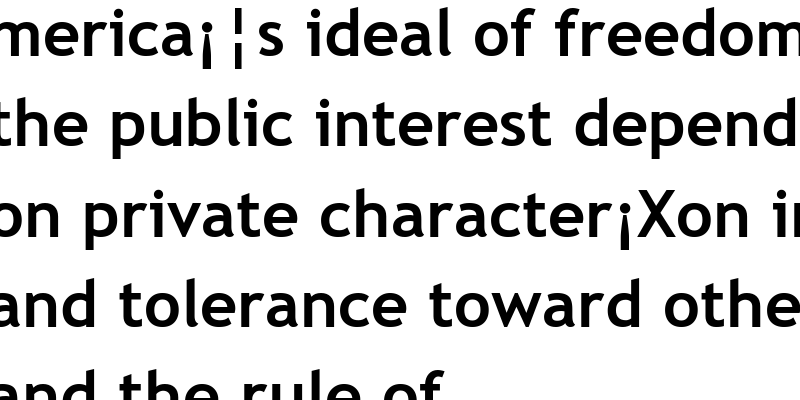 merica¡¦s ideal of freedom
the public interest depend
on private character¡Xon in
and tolerance toward othe
and the rule of